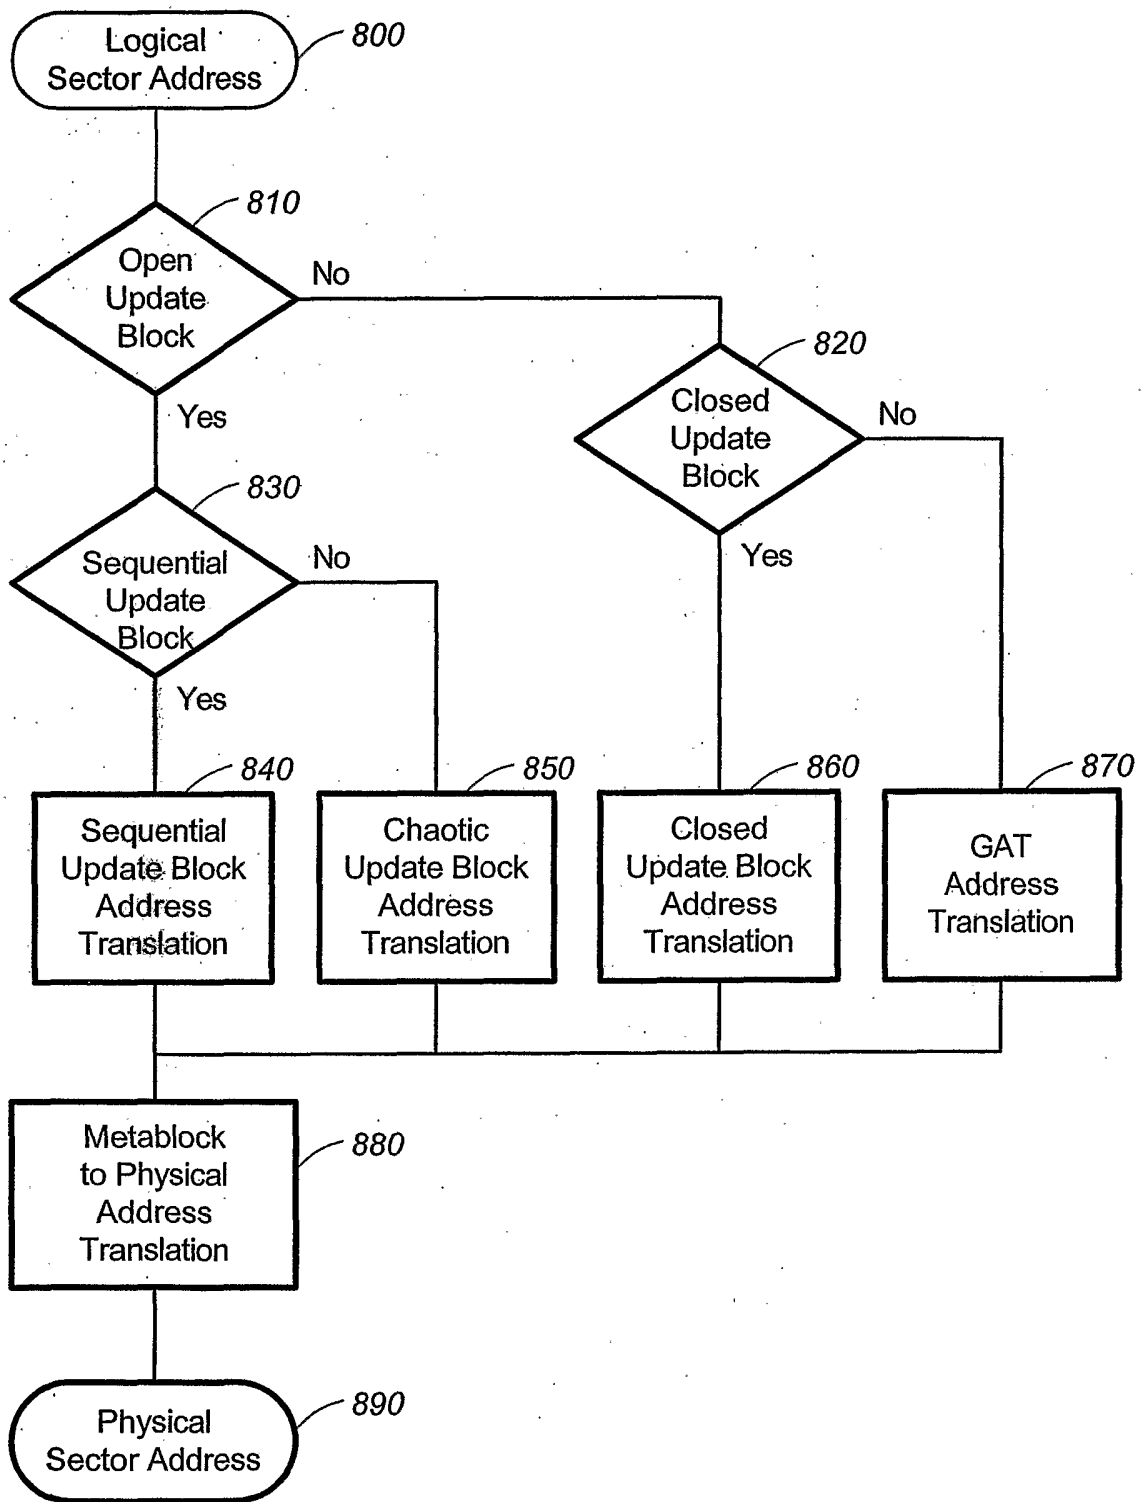 Logical
Sector Address
800
810
Open
Update
Block
No
Yes
820
Closed
Update
Block
No
Yes
830
Sequential
Update
Block
No
Yes
840
Sequential
Update Block
Address
Translation
850
Chaotic
Update Block
Address
Translation
860
Closed
Update Block
Address
Translation
870
GAT
Address
Translation
Metablock
to Physical
Address
Translation
880
Physical
Sector Address
890